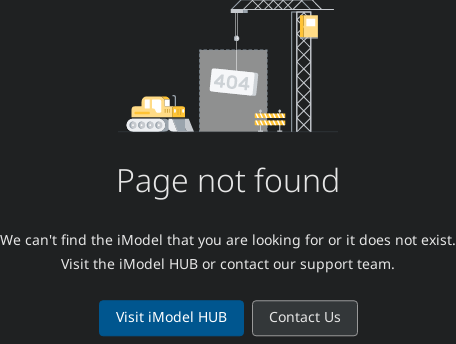 404
Page not found
We can't find the iModel that you are looking for or it does not exist.
Visit the iModel HUB or contact our support team.
Visit iModel HUB
Contact Us